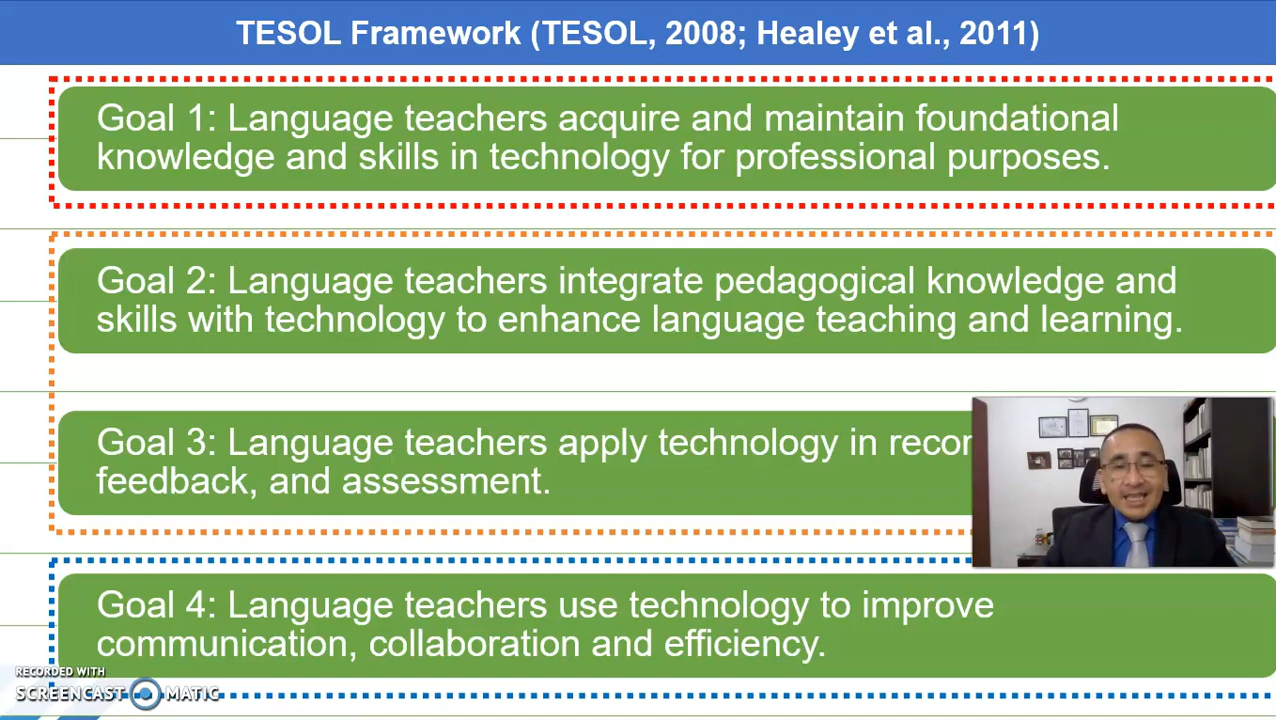 TESOL Framework (TESOL, 2008; Healey et al., 2011)
Goal 1: Language teachers acquire and maintain foundational
knowledge and skills in technology for professional purposes.
Goal 2: Language teachers integrate pedagogical knowledge and
skills with technology to enhance language teaching and learning.
Goal 3: Language teachers apply technology in
feedback, and assessment.
Goal 4: Language teachers use technology to improve
communication, collaboration and efficiency.
RECORDED WITH
SCREENCAST MATIC